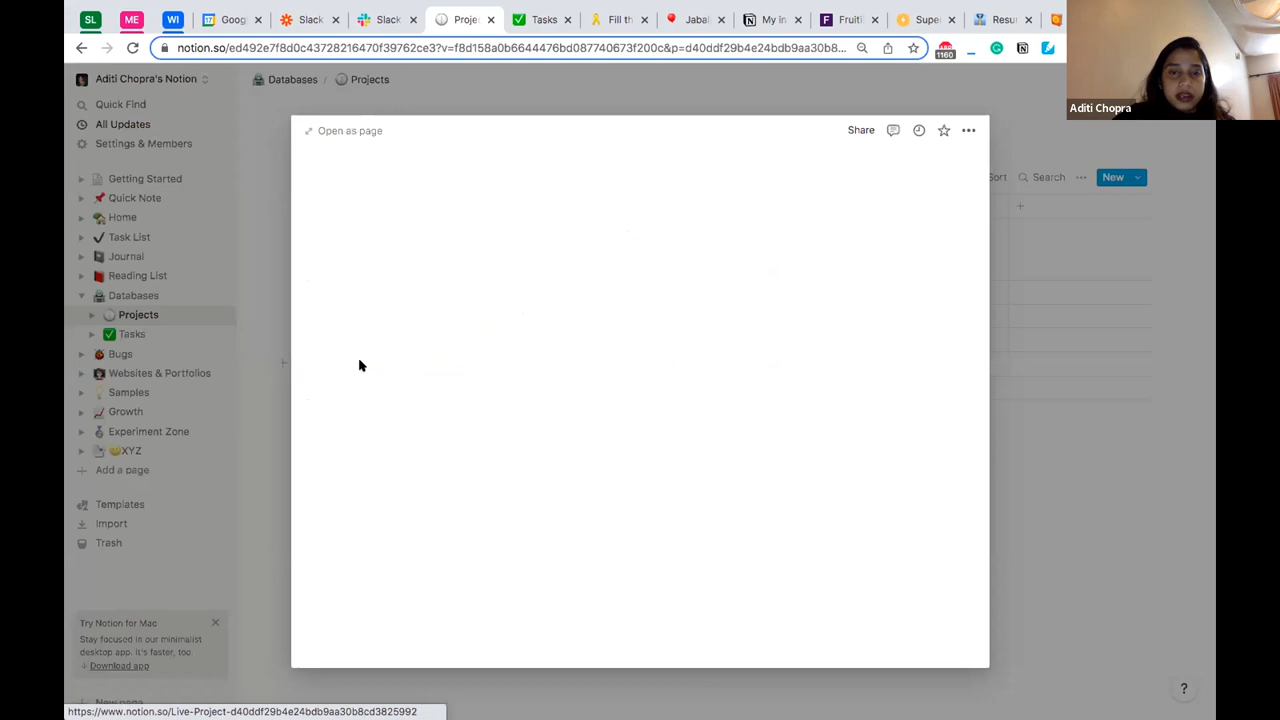 SL
ME
WI
Goog
Slack
Slack
Projec
Tasks
Fill th
Jabal
My in
Fruiti
Supe
Resu
notion.so/ed492e7f8d0c43728216470f39762ce3?v=f8d158a0b6644476bd087740673f200c&p=d40ddf29b4e24bdb9aa30b8...
1160
Aditi Chopra
Aditi Chopra's Notion
Databases / Projects
Quick Find
All Updates
Settings & Members
Open as page
Share
Sort
Search
New
Getting Started
Quick Note
Home
Task List
Journal
Reading List
Databases
Projects
Tasks
Bugs
Websites & Portfolios
Samples
Growth
Experiment Zone
XYZ
Add a page
Templates
Import
Trash
Try Notion for Mac
Stay focused in our minimalist
desktop app. It's faster, too.
Download app
New page
?
https://www.notion.so/Live-Project-d40ddf29b4e24bdb9aa30b8cd3825992